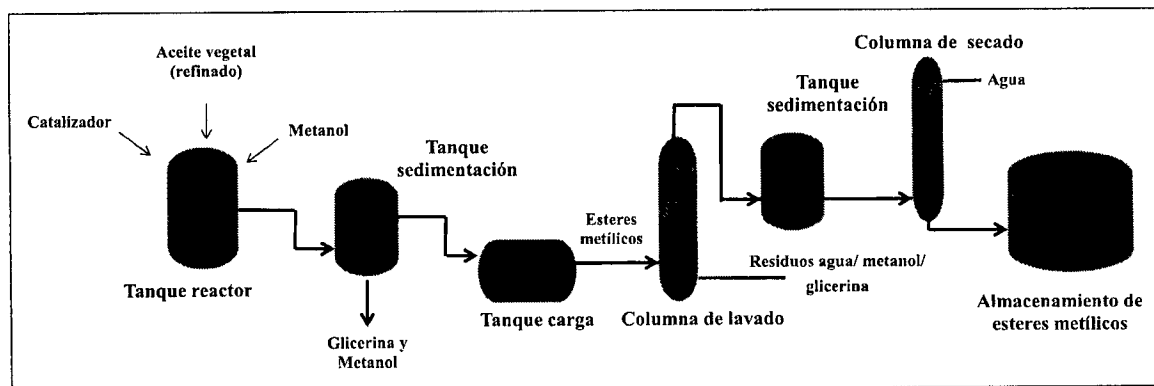 Aceite vegetal
(refinado)
Catalizador
Metanol
Tanque reactor
Tanque
sedimentación
Glicerina y
Metanol
Tanque carga
Esteres
metílicos
Columna de lavado
Residuos agua/ metanol/
glicerina
Tanque
sedimentación
Columna de secado
Agua
Almacenamiento de
esteres metílicos